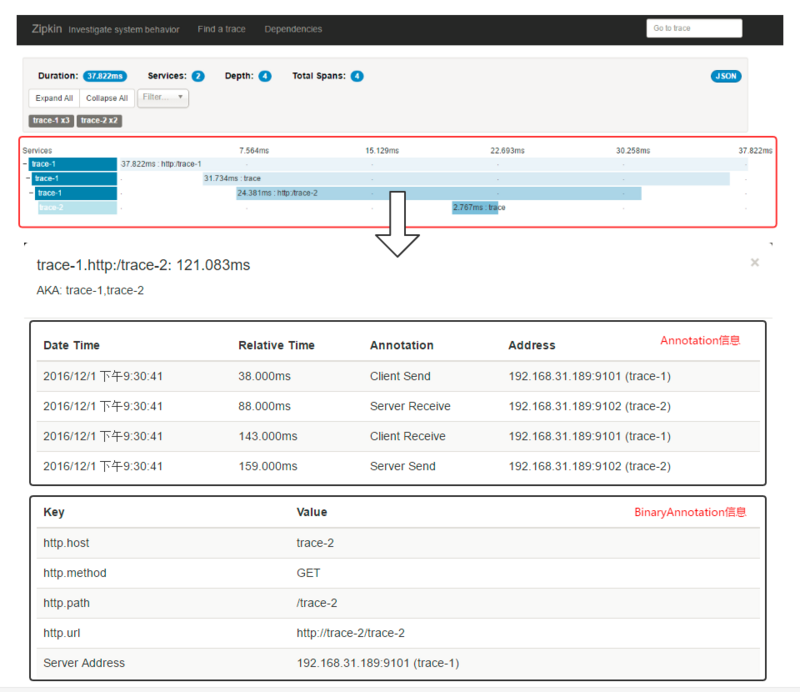 Zipkin Investigate system behavior Find a trace Dependencies Go to trace
Duration: 37.822ms Services: 2 Depth: 4 Total Spans: 4 JSON
Expand All Collapse All Filter...
trace-1 x3 trace-2 x2
Services 7.564ms 15.129ms 22.693ms 30.258ms 37.822ms
trace-1 37.822ms : http:/trace-1
trace-1 31.734ms : trace
trace-1 24.381ms : http:/trace-2
trace-2 2.767ms : trace
trace-1.http:/trace-2: 121.083ms ×
AKA: trace-1,trace-2
Date Time Relative Time Annotation Address Annotation信息
2016/12/1 下午9:30:41 38.000ms Client Send 192.168.31.189:9101 (trace-1)
2016/12/1 下午9:30:41 88.000ms Server Receive 192.168.31.189:9102 (trace-2)
2016/12/1 下午9:30:41 143.000ms Client Receive 192.168.31.189:9101 (trace-1)
2016/12/1 下午9:30:41 159.000ms Server Send 192.168.31.189:9102 (trace-2)
Key Value BinaryAnnotation信息
http.host trace-2
http.method GET
http.path /trace-2
http.url http://trace-2/trace-2
Server Address 192.168.31.189:9101 (trace-1)